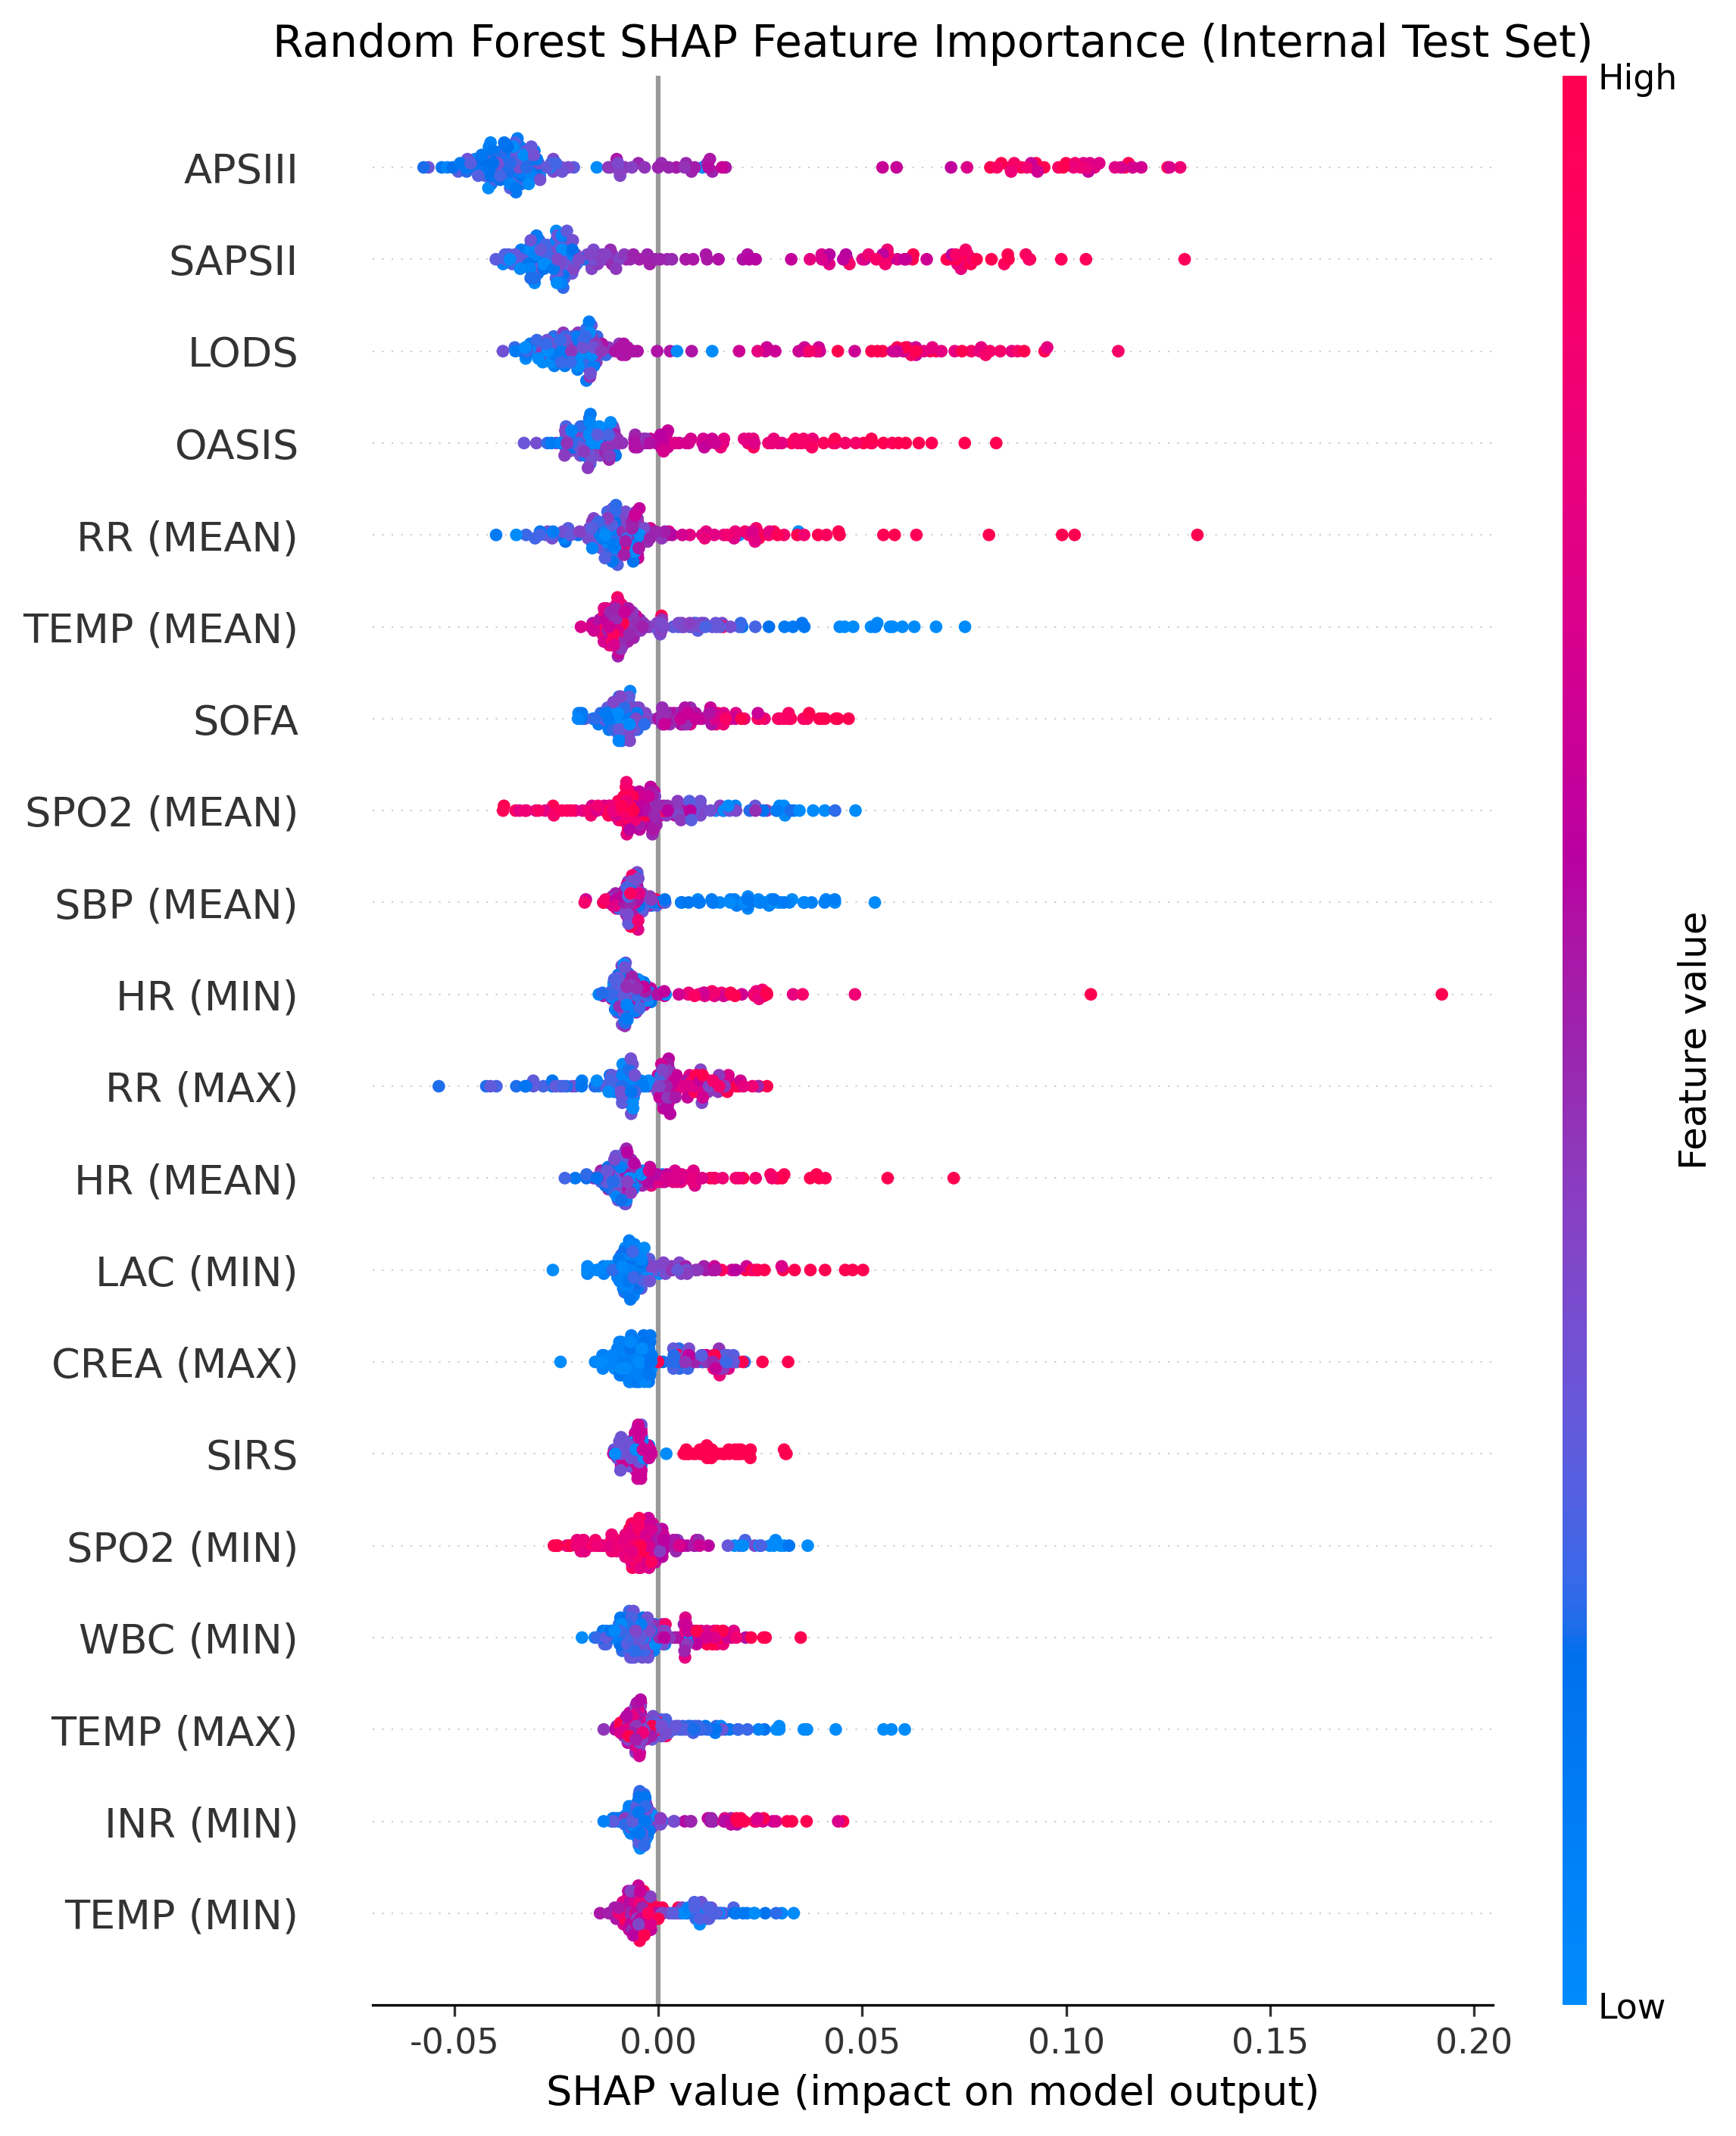 Random Forest SHAP Feature Importance (Internal Test Set)
High
APSIII
SAPSII
LODS
OASIS
RR (MEAN)
TEMP (MEAN)
SOFA
SPO2 (MEAN)
SBP (MEAN)
HR (MIN)
RR (MAX)
HR (MEAN)
LAC (MIN)
CREA (MAX)
SIRS
SPO2 (MIN)
WBC (MIN)
TEMP (MAX)
INR (MIN)
TEMP (MIN)
Feature value
Low
-0.05 0.00 0.05 0.10 0.15 0.20
SHAP value (impact on model output)